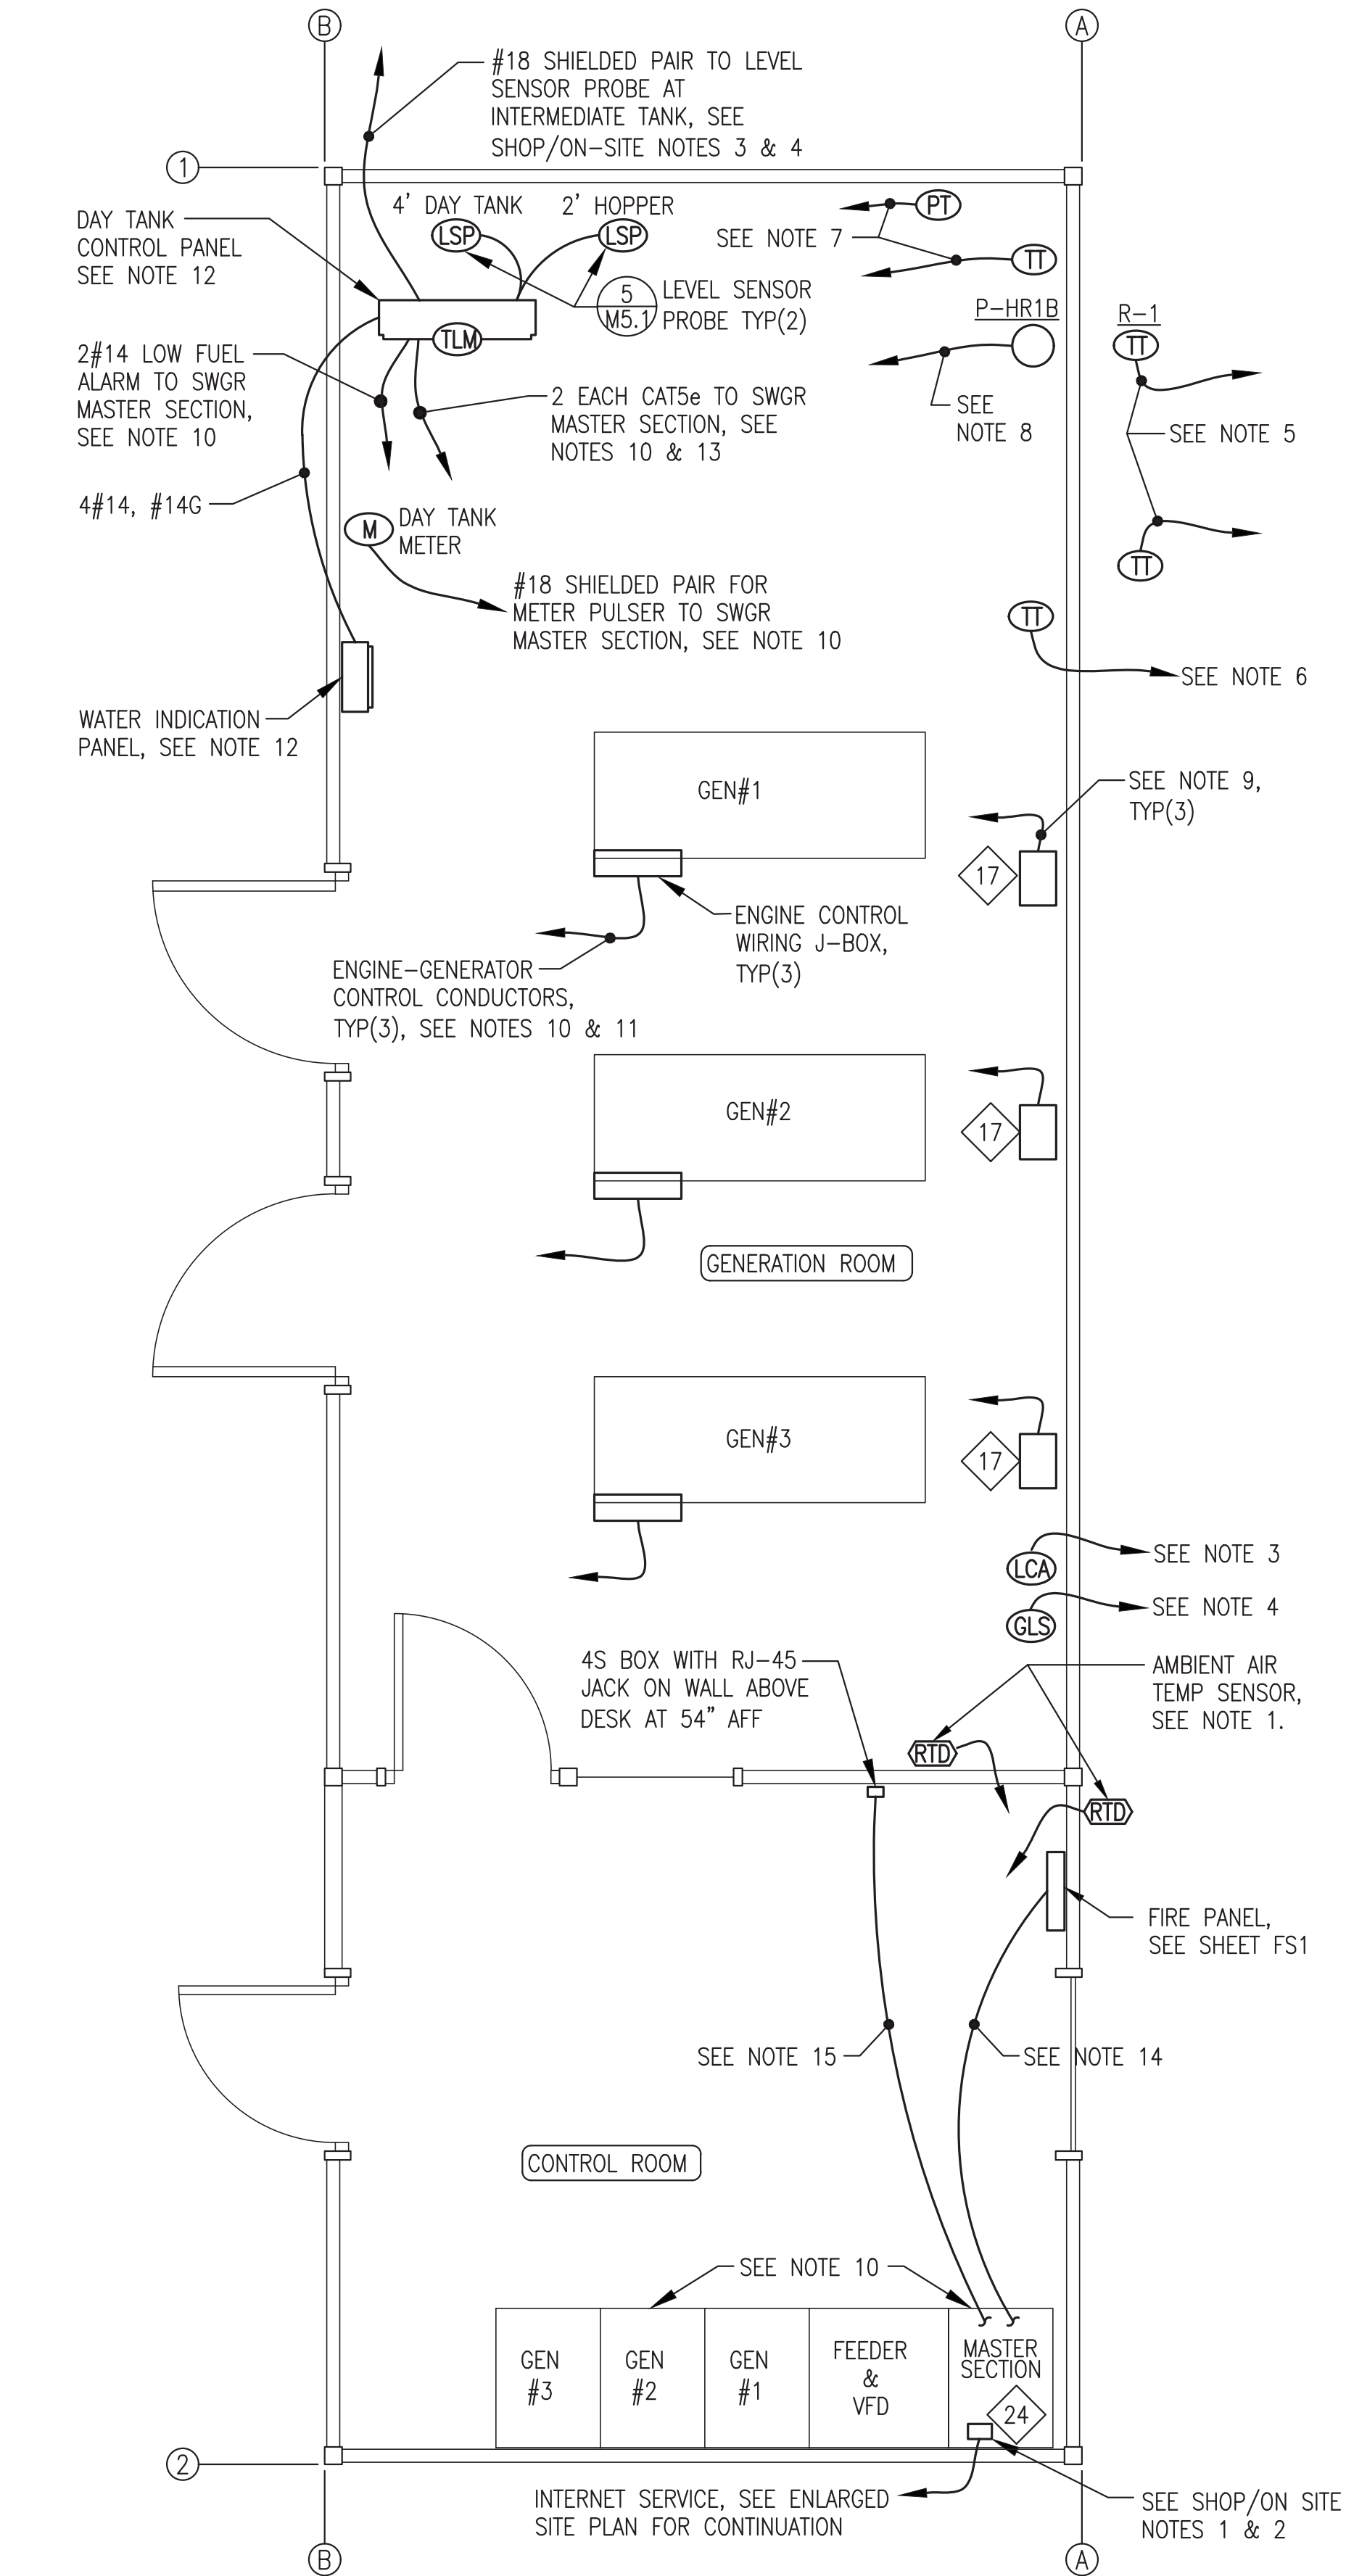 B
A
#18 SHIELDED PAIR TO LEVEL
SENSOR PROBE AT
INTERMEDIATE TANK, SEE
SHOP/ON-SITE NOTES 3 & 4
1
DAY TANK
CONTROL PANEL
SEE NOTE 12
4' DAY TANK
2' HOPPER
LSP
LSP
PT
SEE NOTE 7
TT
5
M5.1
LEVEL SENSOR
PROBE TYP(2)
P-HR1B
R-1
TT
TLM
2#14 LOW FUEL
ALARM TO SWGR
MASTER SECTION,
SEE NOTE 10
2 EACH CAT5e TO SWGR
MASTER SECTION, SEE
NOTES 10 & 13
SEE
NOTE 8
SEE NOTE 5
4#14, #14G
M
DAY TANK
METER
TT
#18 SHIELDED PAIR FOR
METER PULSER TO SWGR
MASTER SECTION, SEE NOTE 10
TT
SEE NOTE 6
WATER INDICATION
PANEL, SEE NOTE 12
GEN#1
SEE NOTE 9,
TYP(3)
17
ENGINE CONTROL
WIRING J-BOX,
TYP(3)
ENGINE-GENERATOR
CONTROL CONDUCTORS,
TYP(3), SEE NOTES 10 & 11
GEN#2
17
GENERATION ROOM
GEN#3
17
LCA
SEE NOTE 3
GLS
SEE NOTE 4
4S BOX WITH RJ-45
JACK ON WALL ABOVE
DESK AT 54" AFF
AMBIENT AIR
TEMP SENSOR,
SEE NOTE 1.
RTD
RTD
FIRE PANEL,
SEE SHEET FS1
SEE NOTE 15
SEE NOTE 14
CONTROL ROOM
SEE NOTE 10
GEN
#3
GEN
#2
GEN
#1
FEEDER
&
VFD
MASTER
SECTION
24
2
INTERNET SERVICE, SEE ENLARGED
SITE PLAN FOR CONTINUATION
SEE SHOP/ON SITE
NOTES 1 & 2
B
A